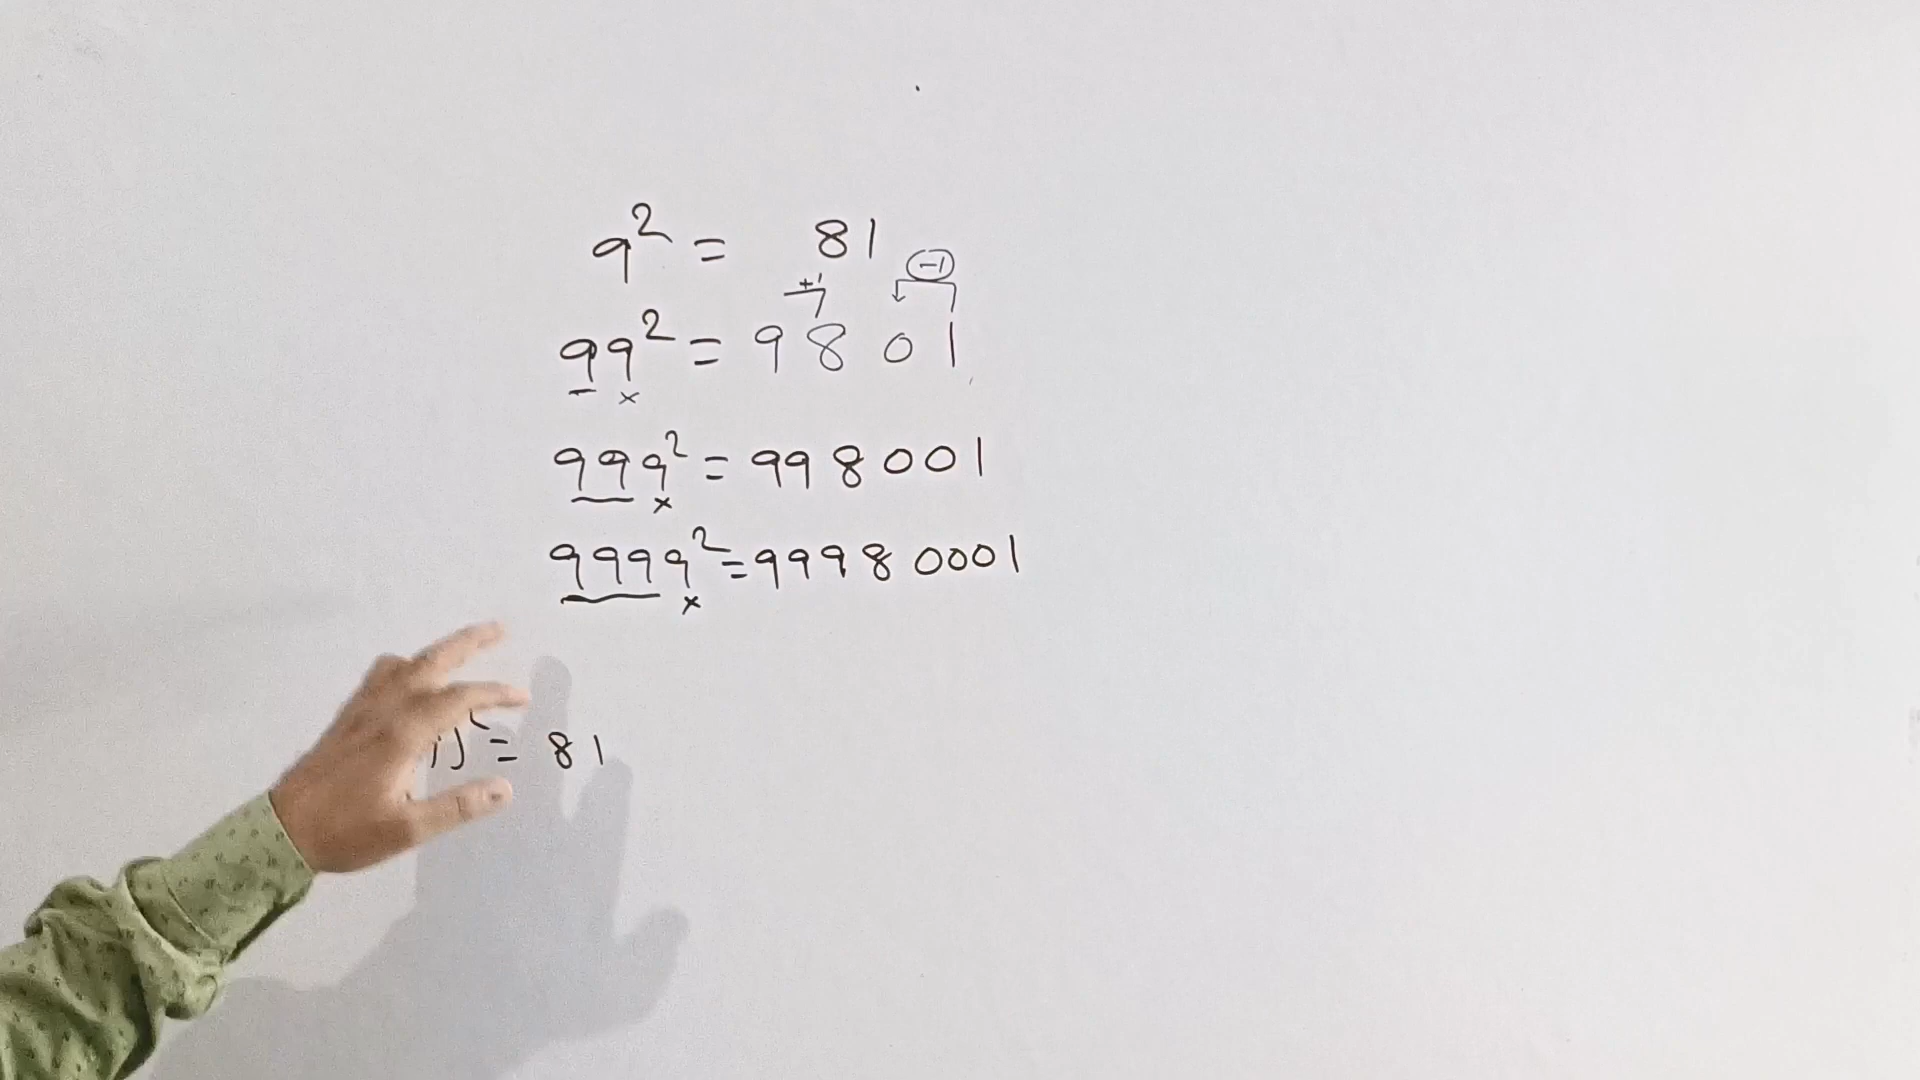 9² = 81
+1 -1
99² = 9801
x
999² = 998001
x
9999² = 99980001
x
= 81